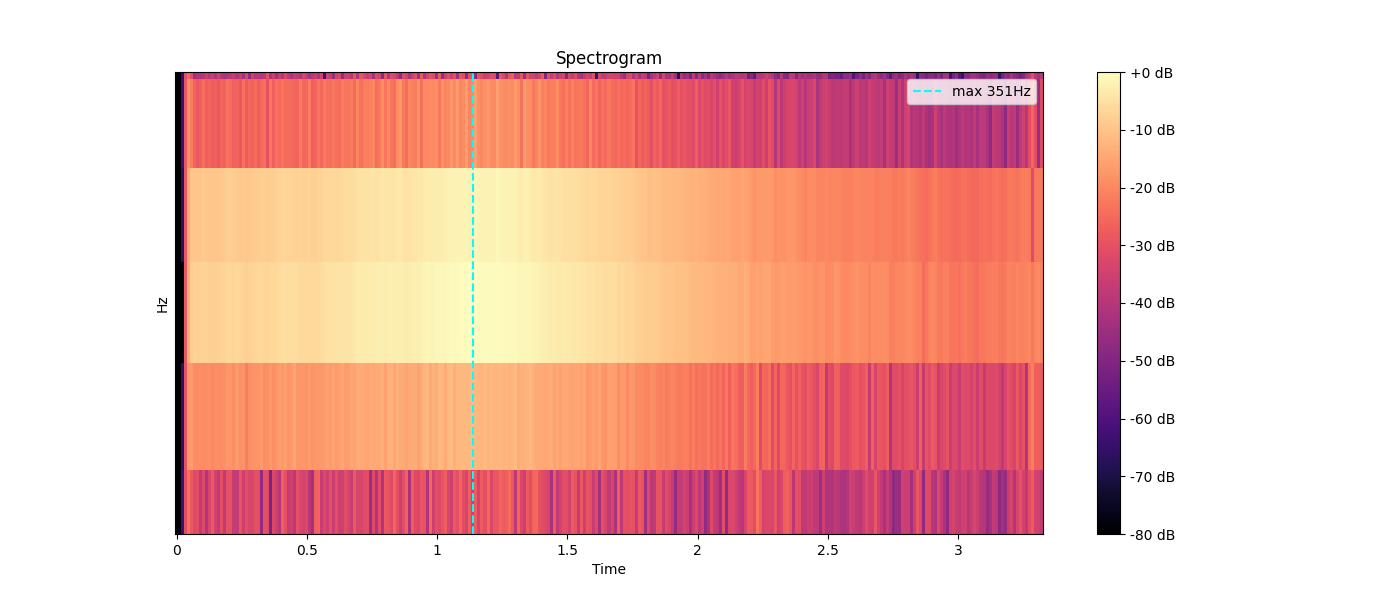 Spectrogram
max 351Hz
Hz
0 0.5 1 1.5 2 2.5 3
Time
+0 dB
-10 dB
-20 dB
-30 dB
-40 dB
-50 dB
-60 dB
-70 dB
-80 dB